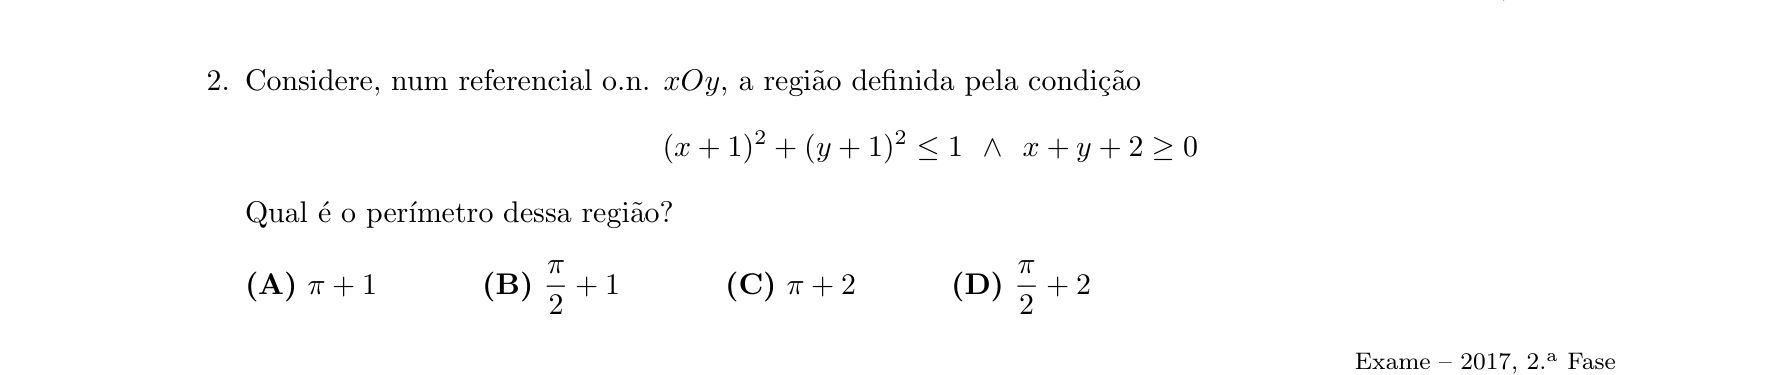 2. Considere, num referencial o.n. xOy, a região definida pela condição
(x + 1)² + (y + 1)² ≤ 1 ∧ x + y + 2 ≥ 0
Qual é o perímetro dessa região?
(A) π + 1 (B) π/2 + 1 (C) π + 2 (D) π/2 + 2
Exame – 2017, 2.ª Fase